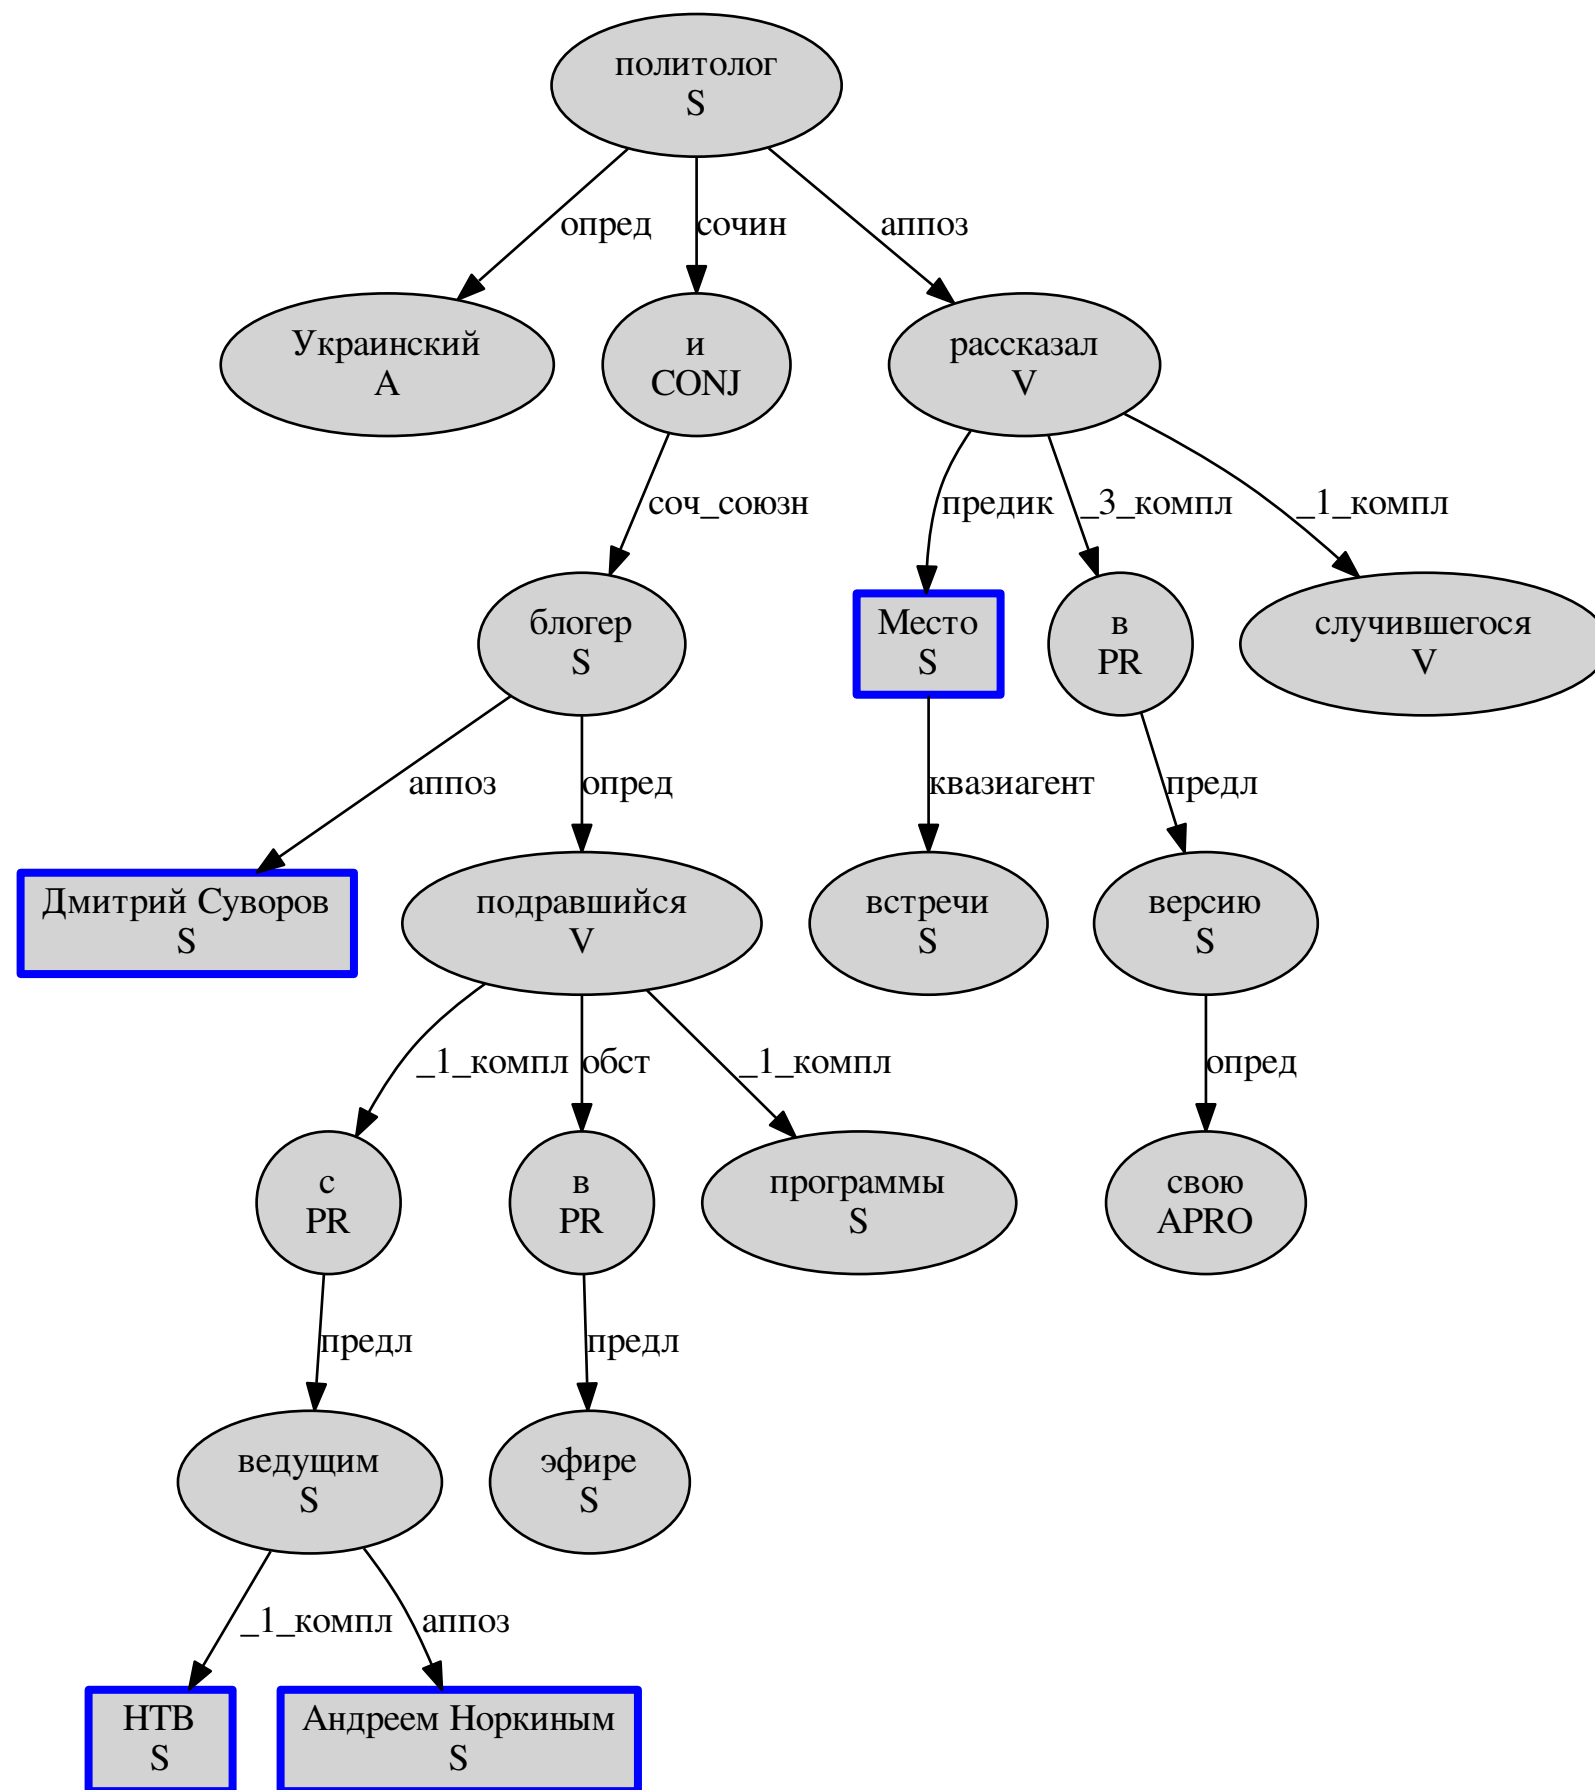 политолог
S
опред
сочин
аппоз
Украинский
A
и
CONJ
рассказал
V
соч_союзн
предик
_3_компл
_1_компл
блогер
S
Место
S
в
PR
случившегося
V
аппоз
опред
квазиагент
предл
Дмитрий Суворов
S
подравшийся
V
встречи
S
версию
S
_1_компл
обст
_1_компл
опред
с
PR
в
PR
программы
S
свою
APRO
предл
предл
ведущим
S
эфире
S
_1_компл
аппоз
НТВ
S
Андреем Норкиным
S